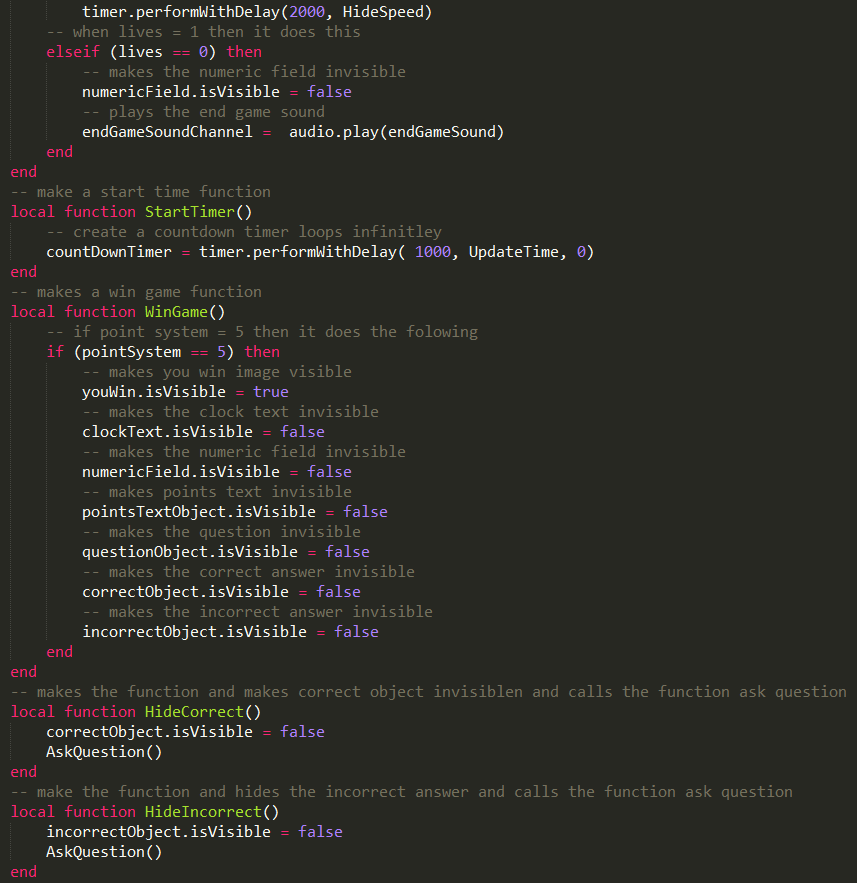 timer.performWithDelay(2000, HideSpeed)
    -- when lives = 1 then it does this
    elseif (lives == 0) then
        -- makes the numeric field invisible
        numericField.isVisible = false
        -- plays the end game sound
        endGameSoundChannel =  audio.play(endGameSound)
    end
end
-- make a start time function
local function StartTimer()
    -- create a countdown timer loops infinitley
    countDownTimer = timer.performWithDelay( 1000, UpdateTime, 0)
end
-- makes a win game function
local function WinGame()
    -- if point system = 5 then it does the folowing
    if (pointSystem == 5) then
        -- makes you win image visible
        youWin.isVisible = true
        -- makes the clock text invisible
        clockText.isVisible = false
        -- makes the numeric field invisible
        numericField.isVisible = false
        -- makes points text invisible
        pointsTextObject.isVisible = false
        -- makes the question invisible
        questionObject.isVisible = false
        -- makes the correct answer invisible
        correctObject.isVisible = false
        -- makes the incorrect answer invisible
        incorrectObject.isVisible = false
    end
end
-- makes the function and makes correct object invisiblen and calls the function ask question
local function HideCorrect()
    correctObject.isVisible = false
    AskQuestion()
end
-- make the function and hides the incorrect answer and calls the function ask question
local function HideIncorrect()
    incorrectObject.isVisible = false
    AskQuestion()
end